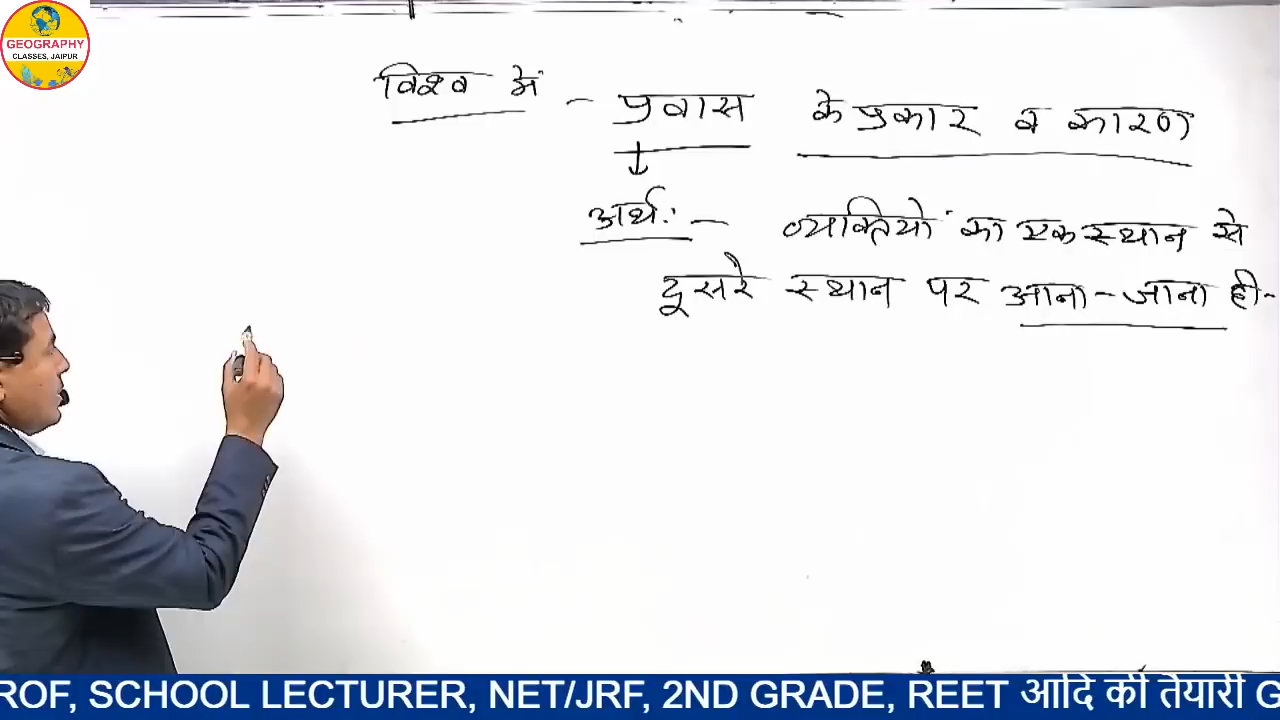 GEOGRAPHY
CLASSES, JAIPUR
विश्व में - प्रवास के प्रकार व कारण
अर्थ:- व्यक्तियों का एक स्थान से
दूसरे स्थान पर आना-जाना ही-
ROF, SCHOOL LECTURER, NET/JRF, 2ND GRADE, REET आदि की तैयारी G